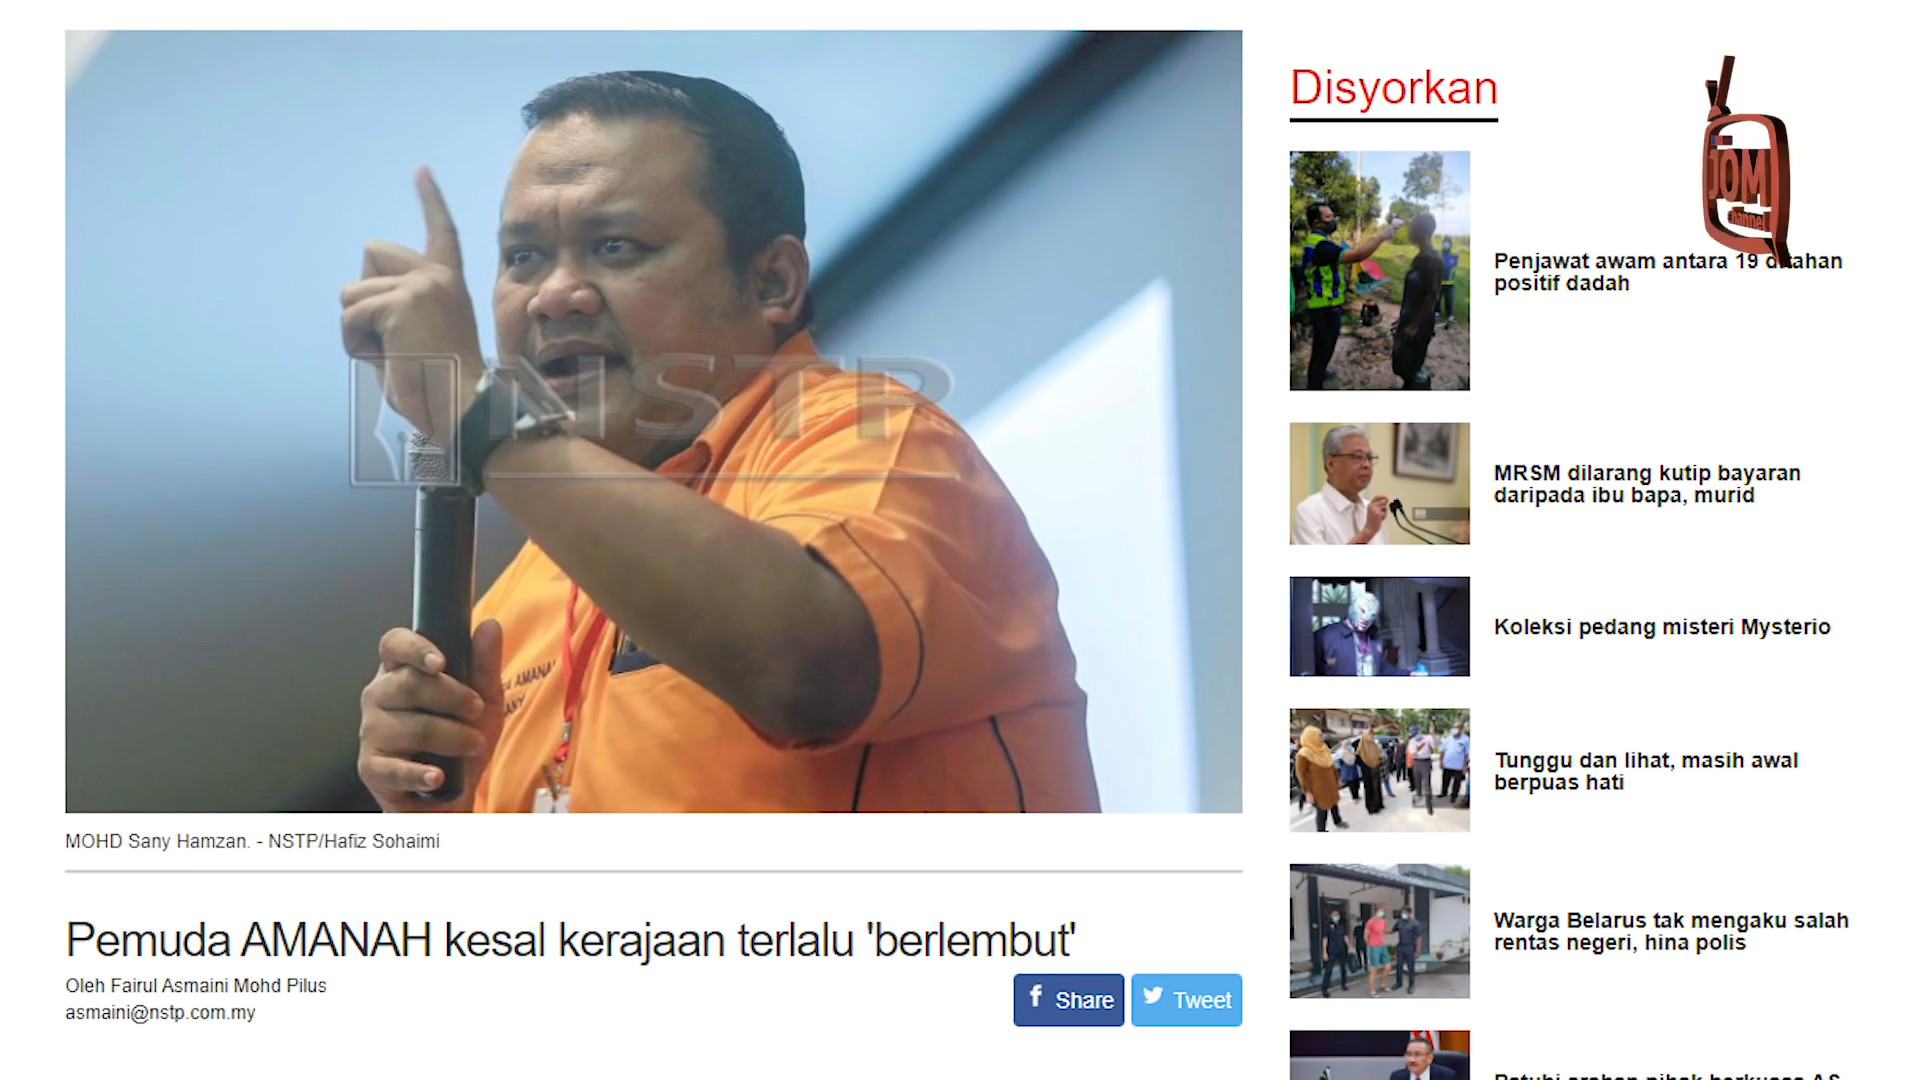 NSTP
A AMANAH
ANY
MOHD Sany Hamzan. - NSTP/Hafiz Sohaimi
Pemuda AMANAH kesal kerajaan terlalu 'berlembut'
Oleh Fairul Asmaini Mohd Pilus
asmaini@nstp.com.my
Share
Tweet
Disyorkan
JOM
Channel
Penjawat awam antara 19 ditahan
positif dadah
MRSM dilarang kutip bayaran
daripada ibu bapa, murid
Koleksi pedang misteri Mysterio
Tunggu dan lihat, masih awal
berpuas hati
Warga Belarus tak mengaku salah
rentas negeri, hina polis